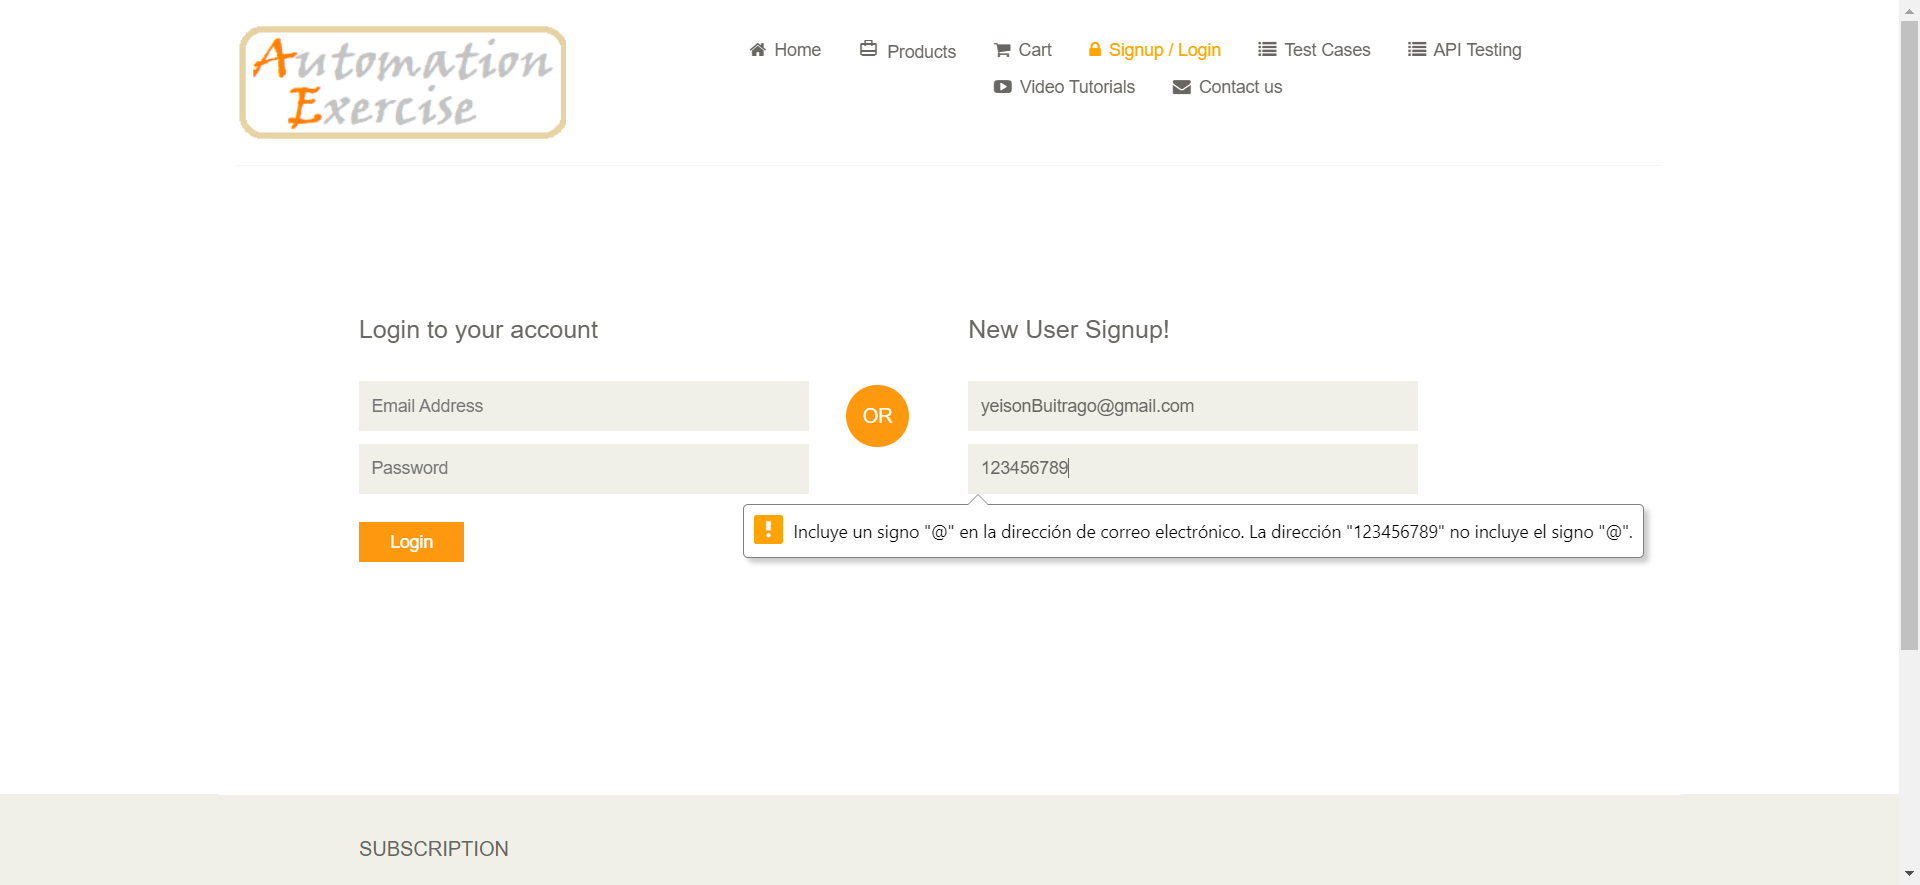 Automation
Exercise
Home
Products
Cart
Signup / Login
Test Cases
API Testing
Video Tutorials
Contact us
Login to your account
Email Address
Password
Login
OR
New User Signup!
yeisonBuitrago@gmail.com
123456789
Incluye un signo "@" en la dirección de correo electrónico. La dirección "123456789" no incluye el signo "@".
SUBSCRIPTION